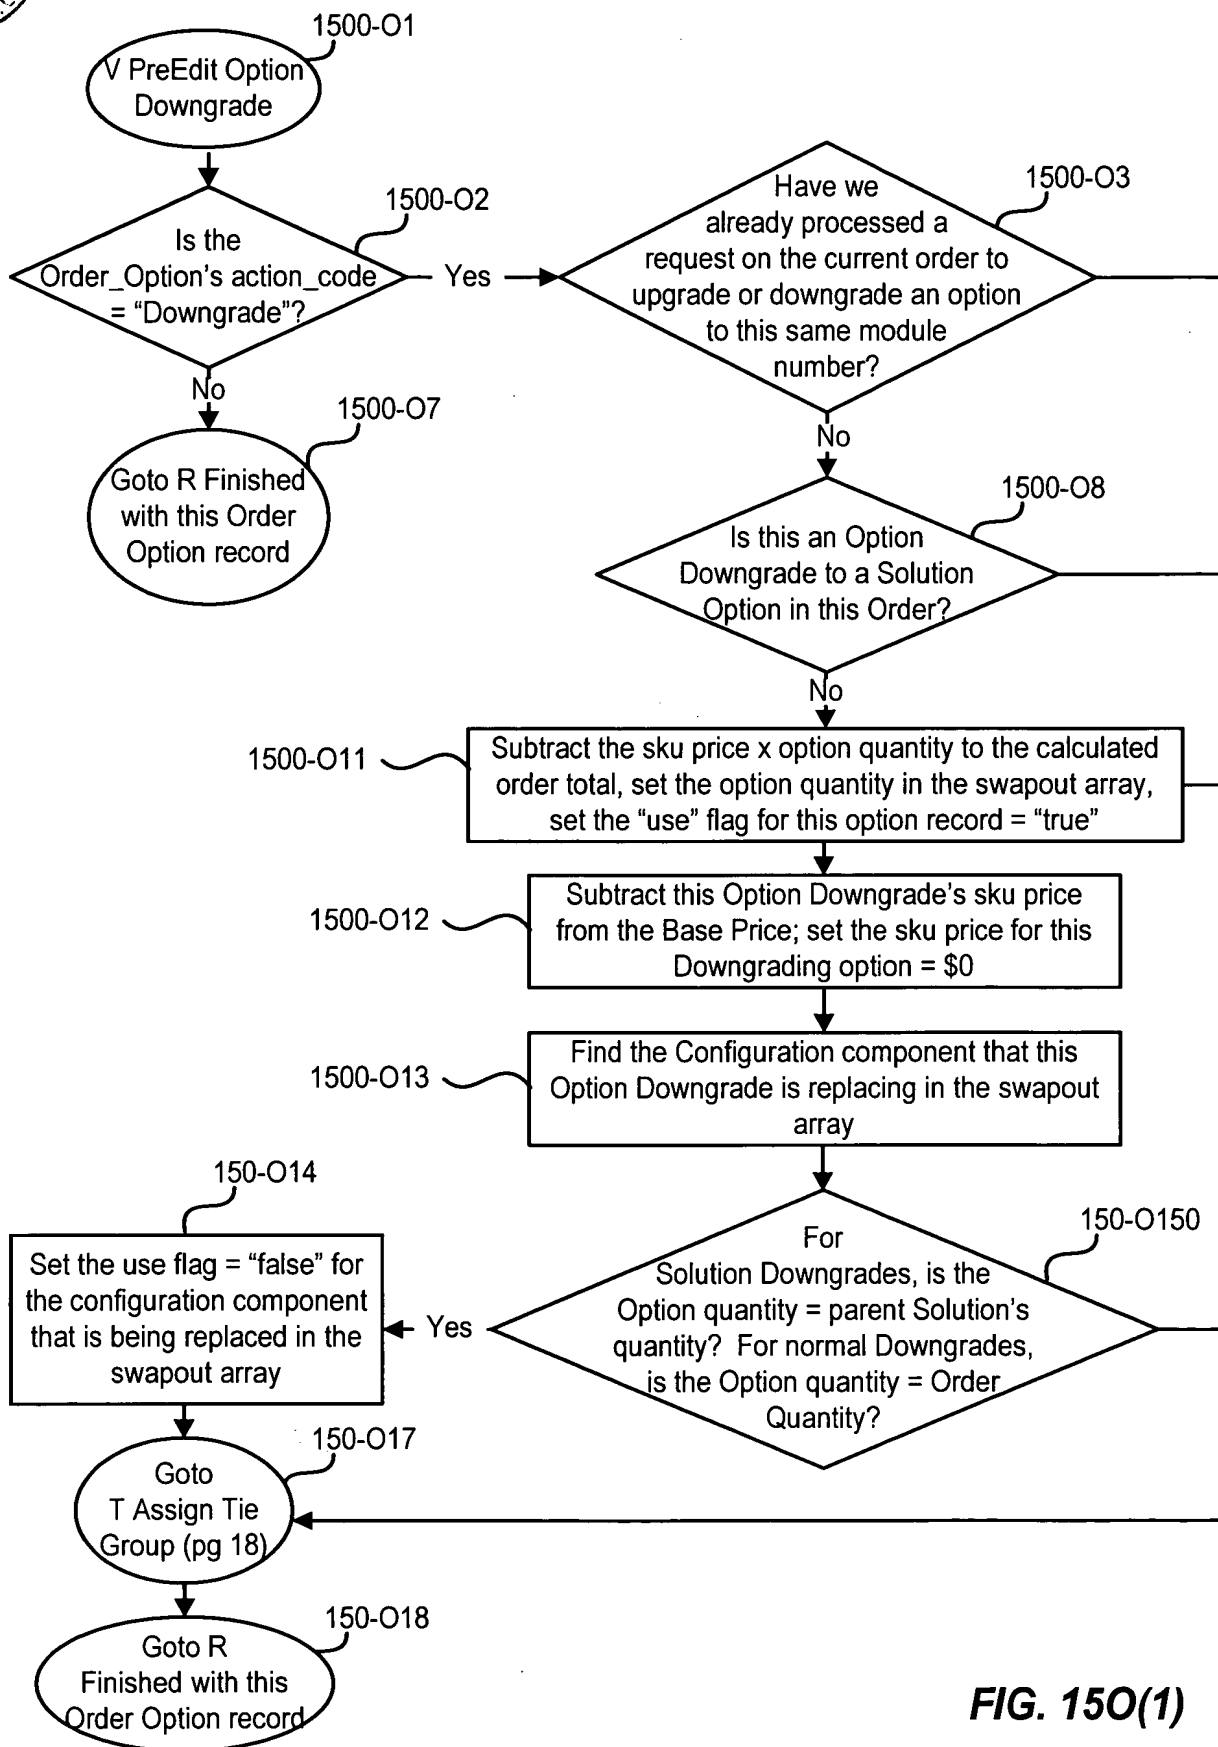 1500-O1
V PreEdit Option
Downgrade
1500-O2
Is the
Order_Option's action_code
= “Downgrade”?
Yes
No
1500-O7
Goto R Finished
with this Order
Option record
1500-O3
Have we
already processed a
request on the current order to
upgrade or downgrade an option
to this same module
number?
No
1500-O8
Is this an Option
Downgrade to a Solution
Option in this Order?
No
1500-O11
Subtract the sku price x option quantity to the calculated
order total, set the option quantity in the swapout array,
set the “use” flag for this option record = “true”
1500-O12
Subtract this Option Downgrade's sku price
from the Base Price; set the sku price for this
Downgrading option = $0
1500-O13
Find the Configuration component that this
Option Downgrade is replacing in the swapout
array
150-O150
For
Solution Downgrades, is the
Option quantity = parent Solution's
quantity? For normal Downgrades,
is the Option quantity = Order
Quantity?
Yes
150-O14
Set the use flag = “false” for
the configuration component
that is being replaced in the
swapout array
150-O17
Goto
T Assign Tie
Group (pg 18)
150-O18
Goto R
Finished with this
Order Option record
FIG. 15O(1)